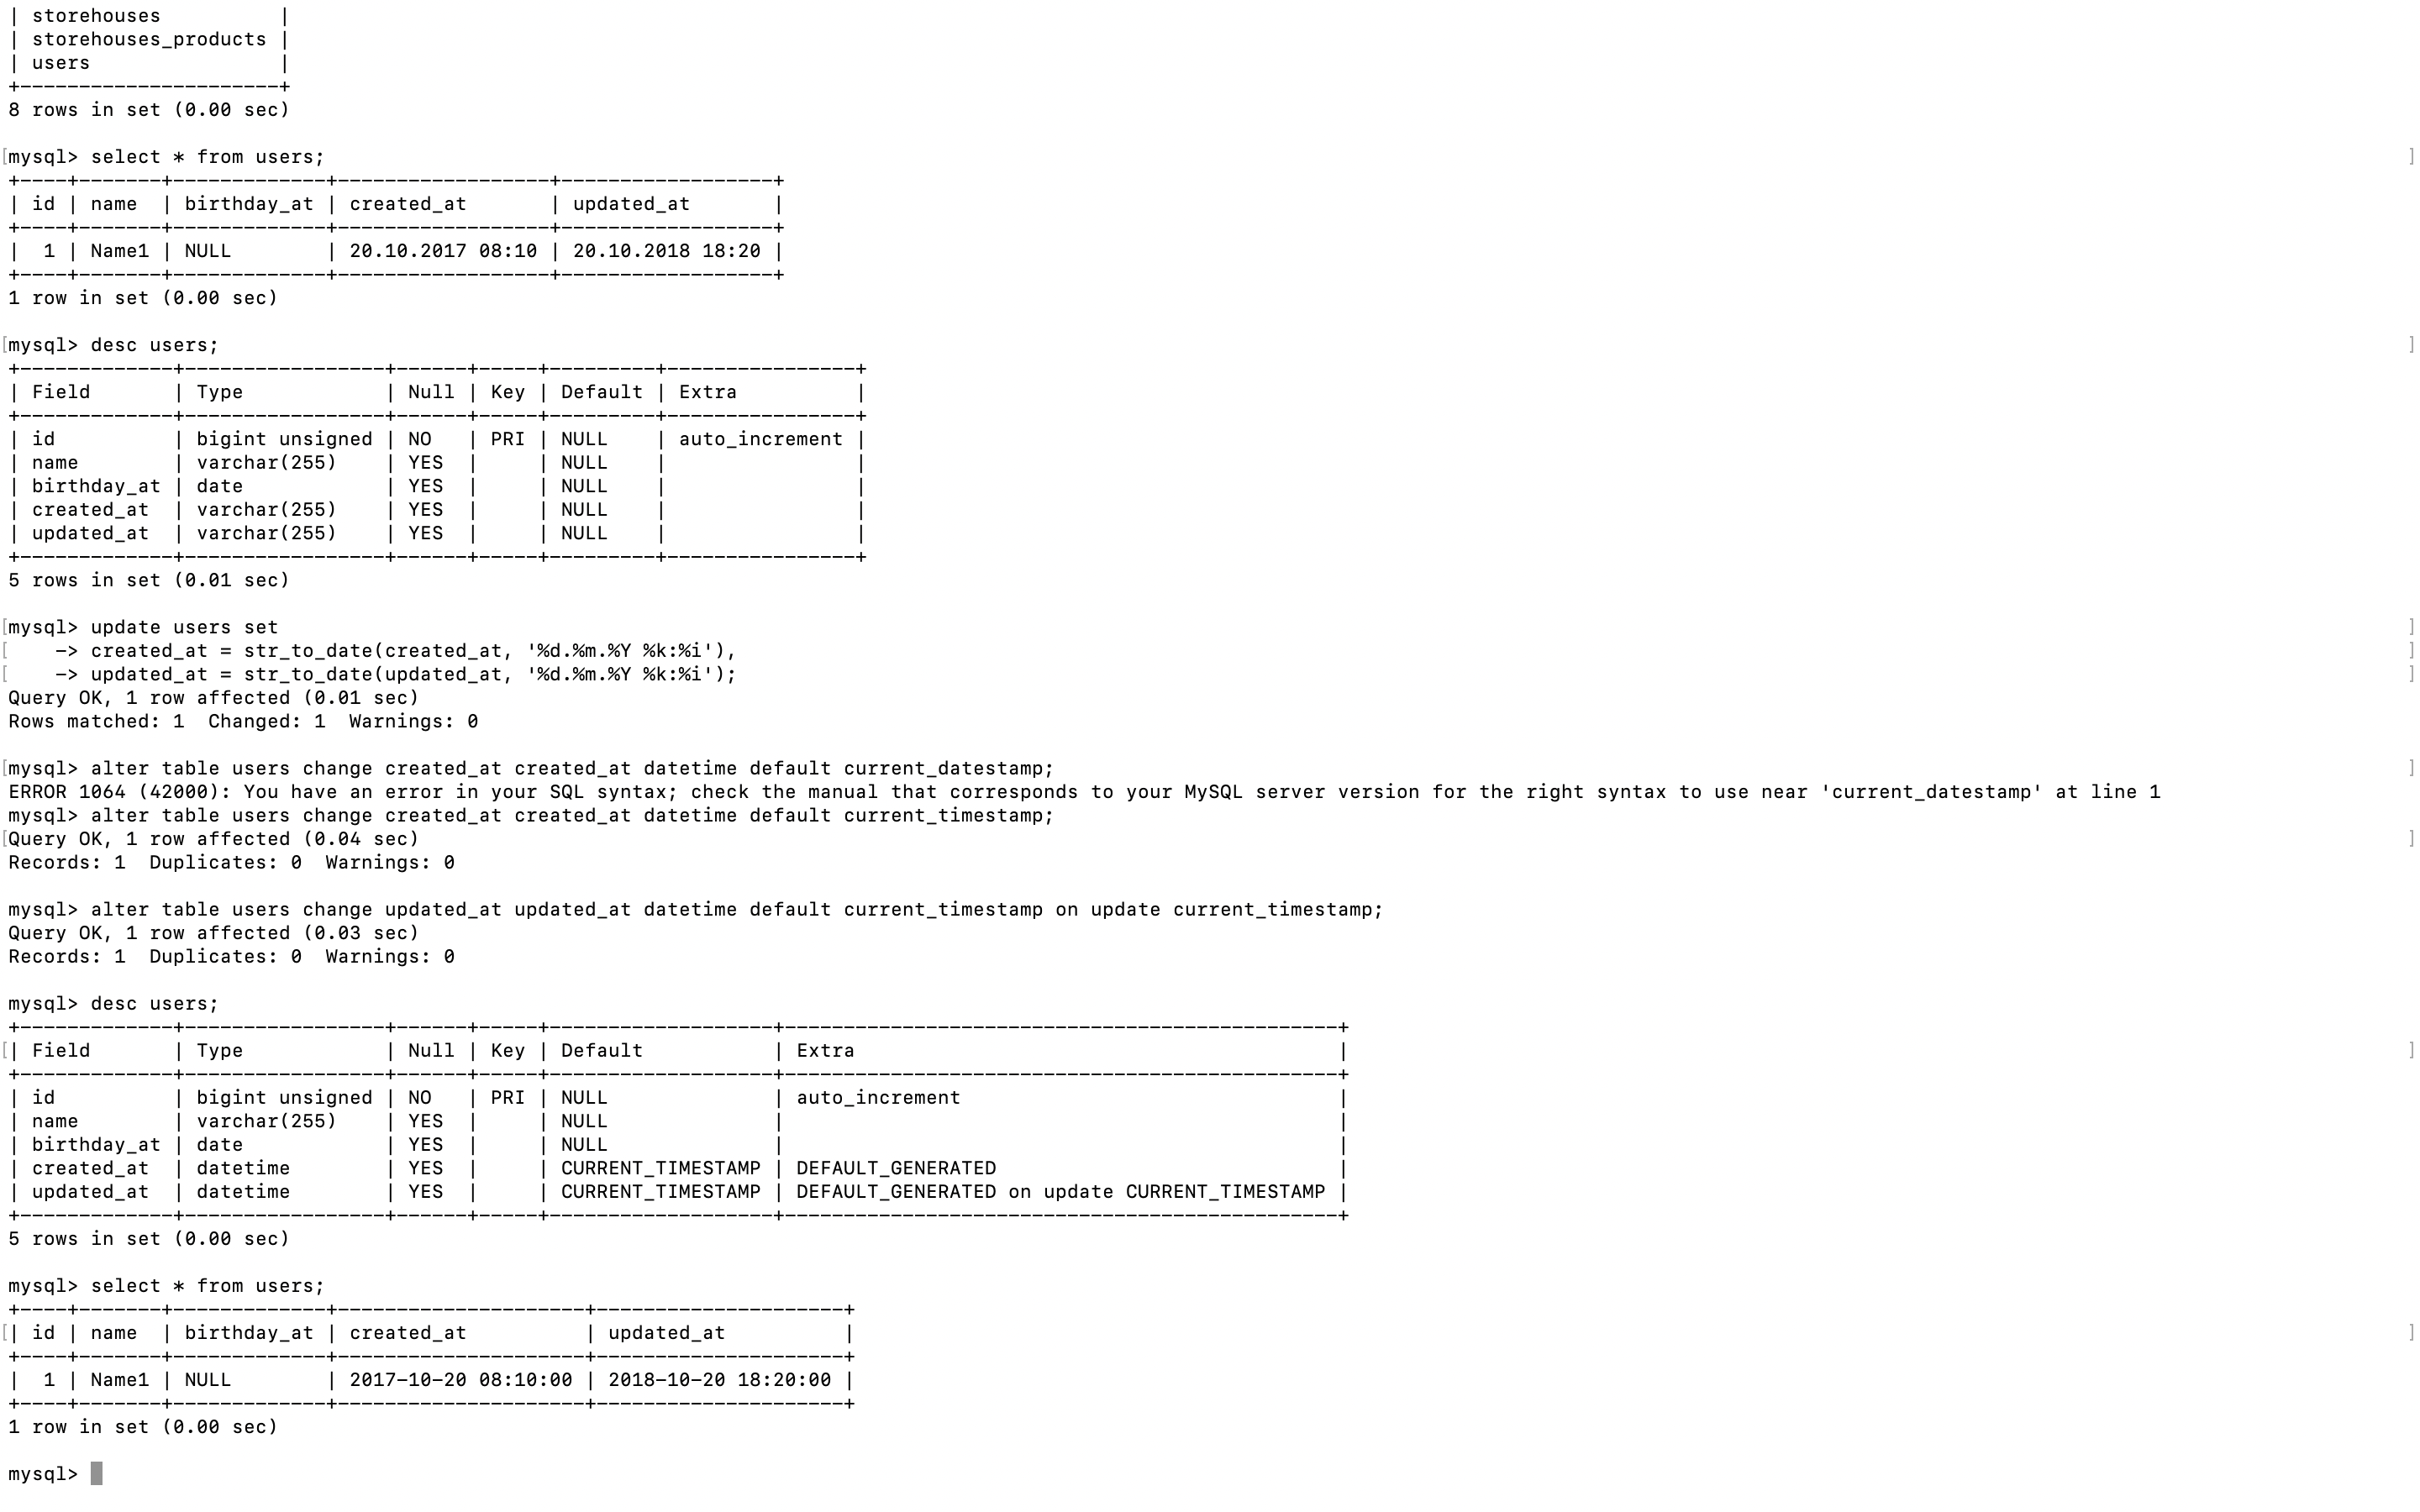 | storehouses          |
| storehouses_products |
| users                |
+----------------------+
8 rows in set (0.00 sec)

[mysql> select * from users;                                                     ]
+----+-------+-------------+------------------+------------------+
| id | name  | birthday_at | created_at       | updated_at       |
+----+-------+-------------+------------------+------------------+
|  1 | Name1 | NULL        | 20.10.2017 08:10 | 20.10.2018 18:20 |
+----+-------+-------------+------------------+------------------+
1 row in set (0.00 sec)

[mysql> desc users;                                                     ]
+-------------+-----------------+------+-----+---------+----------------+
| Field       | Type            | Null | Key | Default | Extra          |
+-------------+-----------------+------+-----+---------+----------------+
| id          | bigint unsigned | NO   | PRI | NULL    | auto_increment |
| name        | varchar(255)    | YES  |     | NULL    |                |
| birthday_at | date            | YES  |     | NULL    |                |
| created_at  | varchar(255)    | YES  |     | NULL    |                |
| updated_at  | varchar(255)    | YES  |     | NULL    |                |
+-------------+-----------------+------+-----+---------+----------------+
5 rows in set (0.01 sec)

[mysql> update users set                                                     ]
[    -> created_at = str_to_date(created_at, '%d.%m.%Y %k:%i'),                                                     ]
[    -> updated_at = str_to_date(updated_at, '%d.%m.%Y %k:%i');                                                     ]
Query OK, 1 row affected (0.01 sec)
Rows matched: 1  Changed: 1  Warnings: 0

[mysql> alter table users change created_at created_at datetime default current_datestamp;                                                     ]
ERROR 1064 (42000): You have an error in your SQL syntax; check the manual that corresponds to your MySQL server version for the right syntax to use near 'current_datestamp' at line 1
mysql> alter table users change created_at created_at datetime default current_timestamp;
[Query OK, 1 row affected (0.04 sec)                                                     ]
Records: 1  Duplicates: 0  Warnings: 0

mysql> alter table users change updated_at updated_at datetime default current_timestamp on update current_timestamp;
Query OK, 1 row affected (0.03 sec)
Records: 1  Duplicates: 0  Warnings: 0

mysql> desc users;
+-------------+-----------------+------+-----+-------------------+-----------------------------------------------+
[| Field       | Type            | Null | Key | Default           | Extra                                         |                                                     ]
+-------------+-----------------+------+-----+-------------------+-----------------------------------------------+
| id          | bigint unsigned | NO   | PRI | NULL              | auto_increment                                |
| name        | varchar(255)    | YES  |     | NULL              |                                               |
| birthday_at | date            | YES  |     | NULL              |                                               |
| created_at  | datetime        | YES  |     | CURRENT_TIMESTAMP | DEFAULT_GENERATED                             |
| updated_at  | datetime        | YES  |     | CURRENT_TIMESTAMP | DEFAULT_GENERATED on update CURRENT_TIMESTAMP |
+-------------+-----------------+------+-----+-------------------+-----------------------------------------------+
5 rows in set (0.00 sec)

mysql> select * from users;
+----+-------+-------------+---------------------+---------------------+
[| id | name  | birthday_at | created_at          | updated_at          |                                                     ]
+----+-------+-------------+---------------------+---------------------+
|  1 | Name1 | NULL        | 2017-10-20 08:10:00 | 2018-10-20 18:20:00 |
+----+-------+-------------+---------------------+---------------------+
1 row in set (0.00 sec)

mysql>